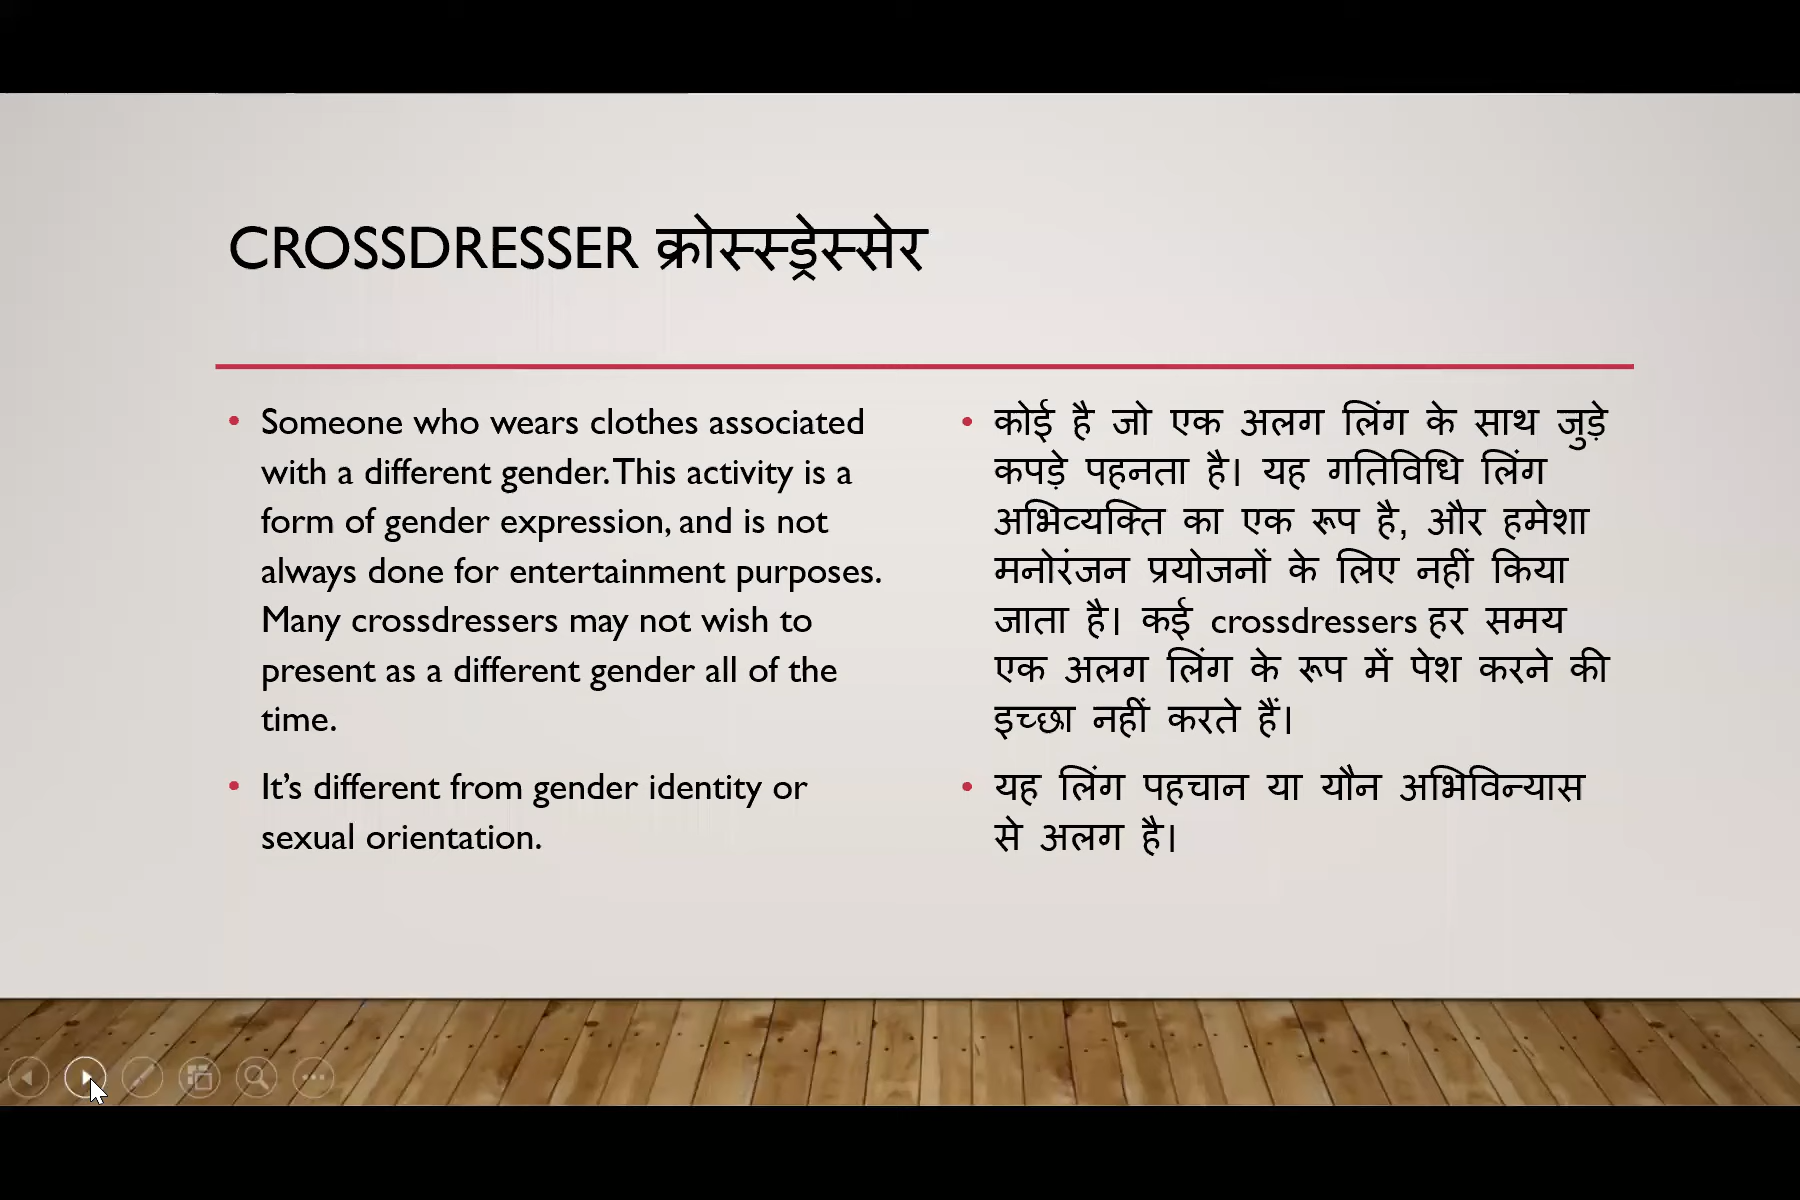 CROSSDRESSER क्रोस्स्ड्रेस्सेर
• Someone who wears clothes associated
with a different gender. This activity is a
form of gender expression, and is not
always done for entertainment purposes.
Many crossdressers may not wish to
present as a different gender all of the
time.
• It’s different from gender identity or
sexual orientation.
• कोई है जो एक अलग लिंग के साथ जुड़े
कपड़े पहनता है। यह गतिविधि लिंग
अभिव्यक्ति का एक रूप है, और हमेशा
मनोरंजन प्रयोजनों के लिए नहीं किया
जाता है। कई crossdressers हर समय
एक अलग लिंग के रूप में पेश करने की
इच्छा नहीं करते हैं।
• यह लिंग पहचान या यौन अभिविन्यास
से अलग है।